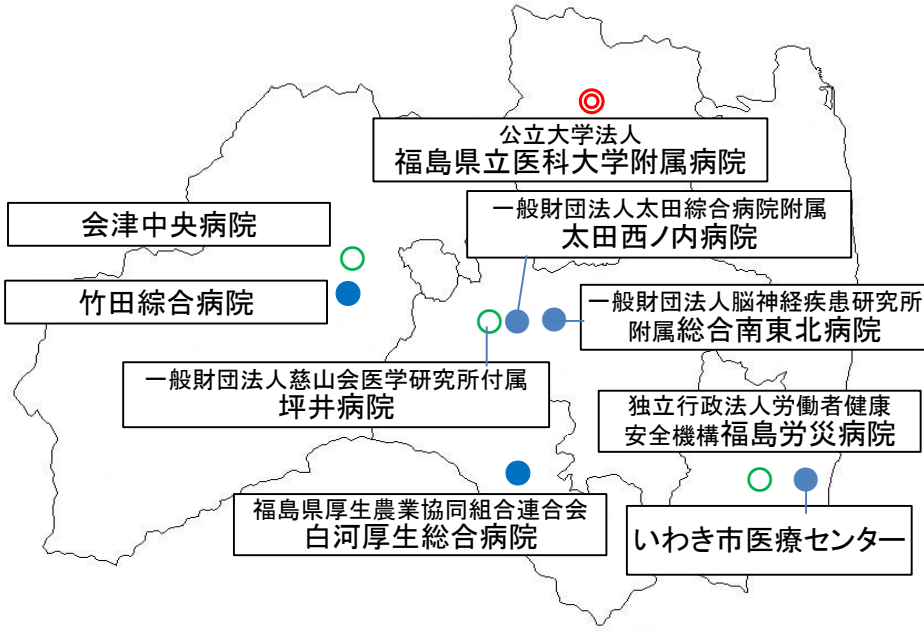 公立大学法人
福島県立医科大学附属病院
一般財団法人太田綜合病院附属
太田西ノ内病院
会津中央病院
竹田綜合病院
一般財団法人脳神経疾患研究所
附属総合南東北病院
一般財団法人慈山会医学研究所付属
坪井病院
独立行政法人労働者健康
安全機構福島労災病院
福島県厚生農業協同組合連合会
白河厚生総合病院
いわき市医療センター